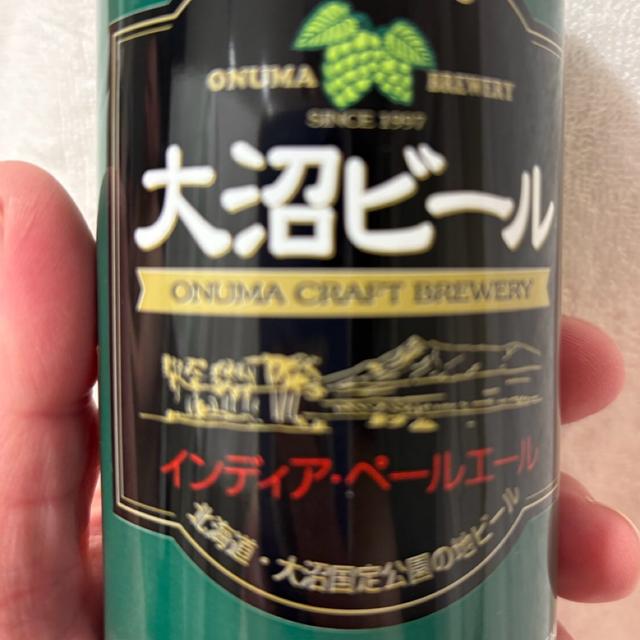 ONUMA BREWERY
SINCE 1997
大沼ビール
ONUMA CRAFT BREWERY
インディア・ペールエール
北海道・大沼国定公園の地ビール